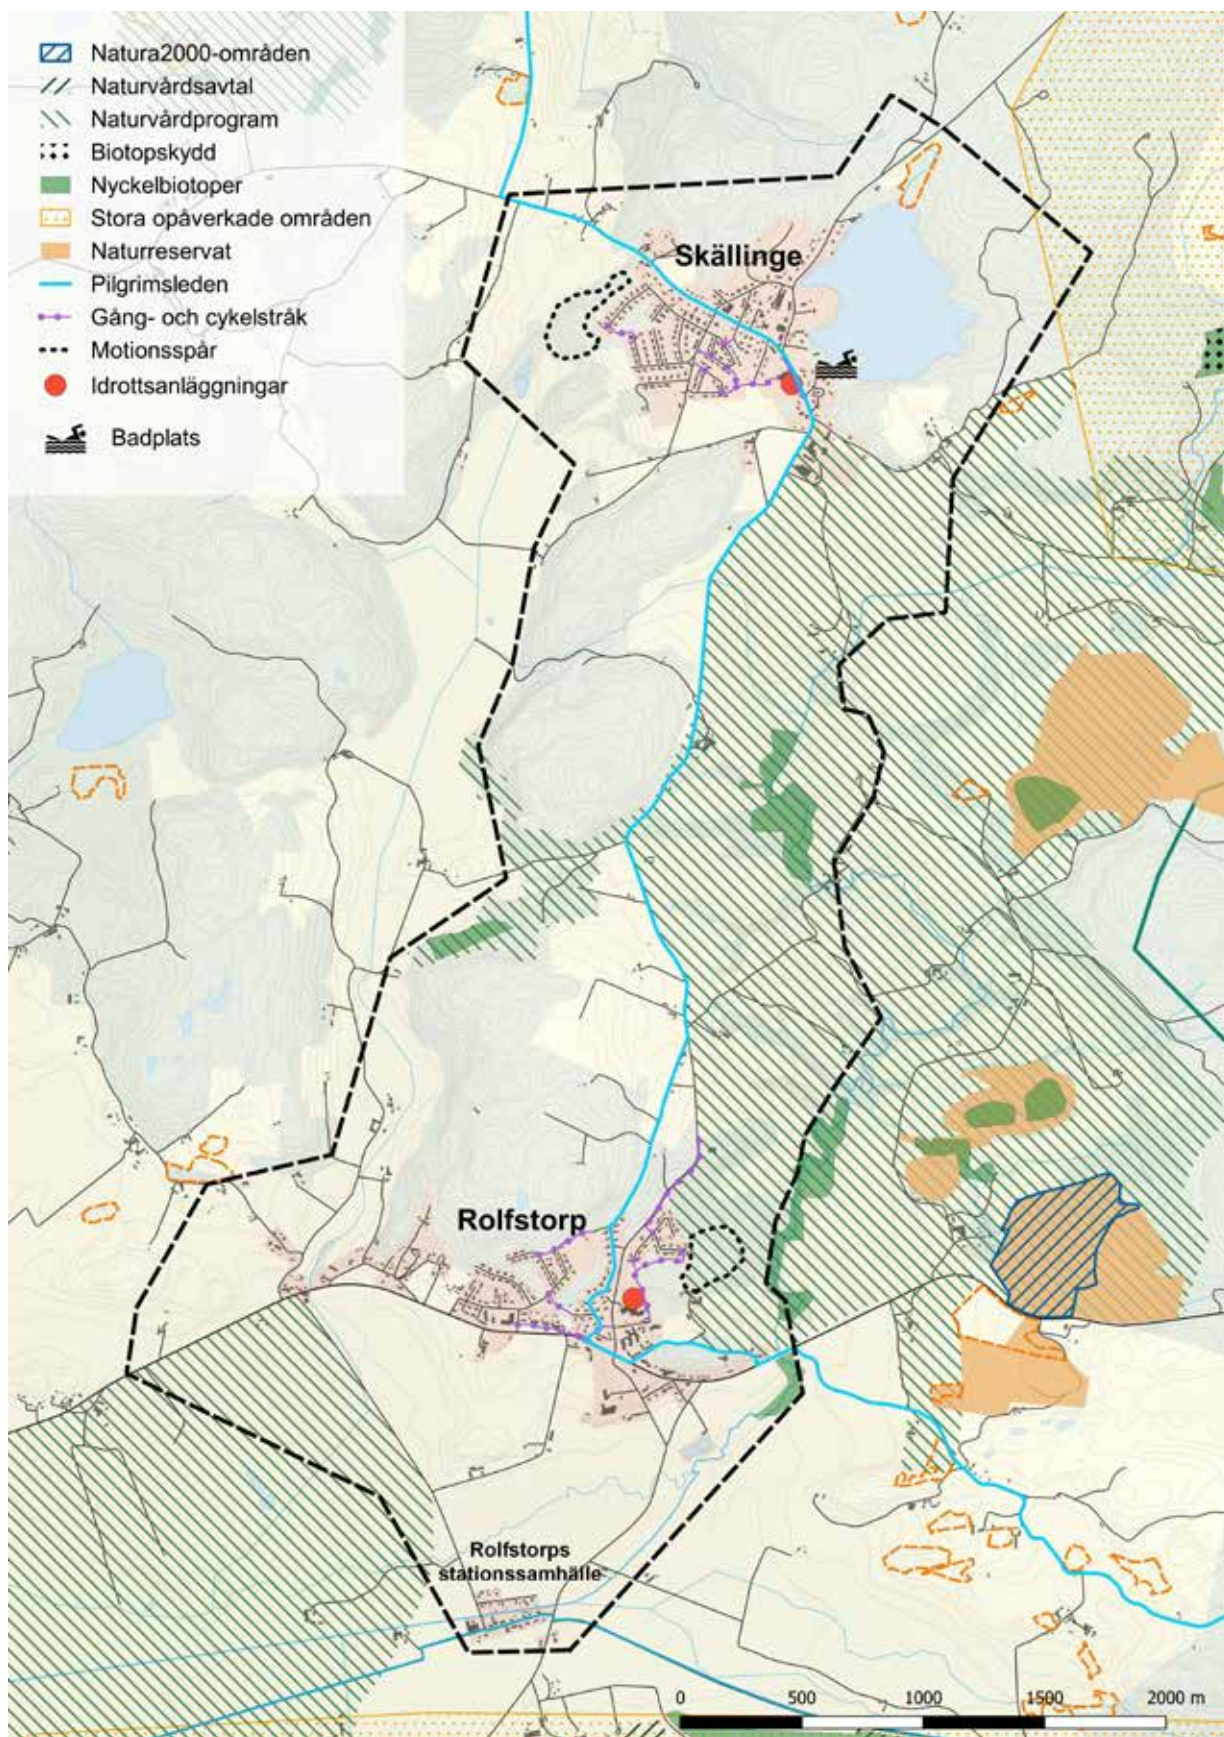 Natura2000-områden
Naturvårdsavtal
Naturvårdprogram
Biotopskydd
Nyckelbiotoper
Stora opåverkade områden
Naturreservat
Pilgrimsleden
Gång- och cykelstråk
Motionsspår
Idrottsanläggningar
Badplats
Skällinge
Rolfstorp
Rolfstorps
stationssamhälle
0 500 1000 1500 2000 m